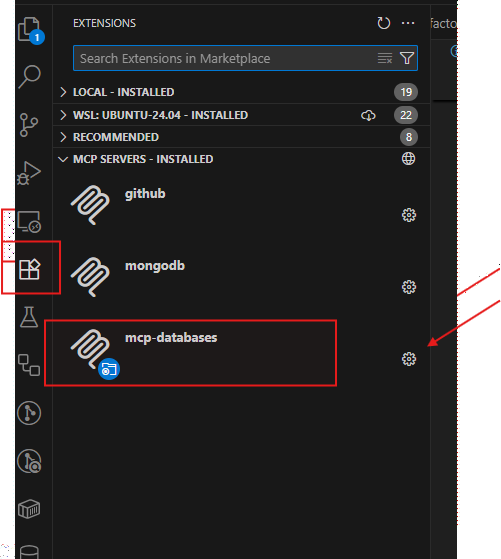 EXTENSIONS
facto
1
Search Extensions in Marketplace
LOCAL - INSTALLED 19
WSL: UBUNTU-24.04 - INSTALLED 22
RECOMMENDED 8
MCP SERVERS - INSTALLED
github
mongodb
mcp-databases